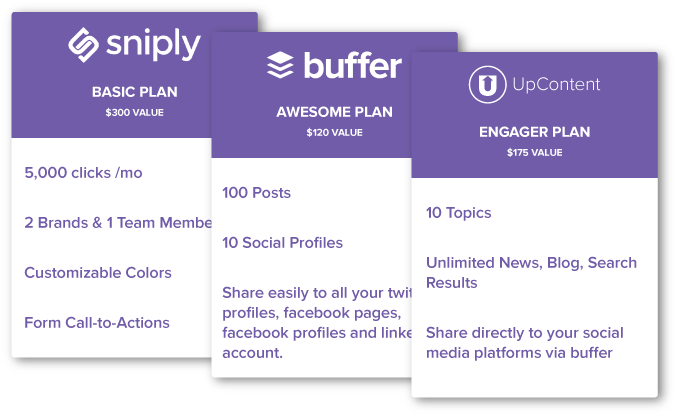 sniply
BASIC PLAN
$300 VALUE
5,000 clicks /mo
2 Brands & 1 Team Membe
Customizable Colors
Form Call-to-Actions
buffer
AWESOME PLAN
$120 VALUE
100 Posts
10 Social Profiles
Share easily to all your twit
profiles, facebook pages,
facebook profiles and linke
account.
UpContent
ENGAGER PLAN
$175 VALUE
10 Topics
Unlimited News, Blog, Search
Results
Share directly to your social
media platforms via buffer